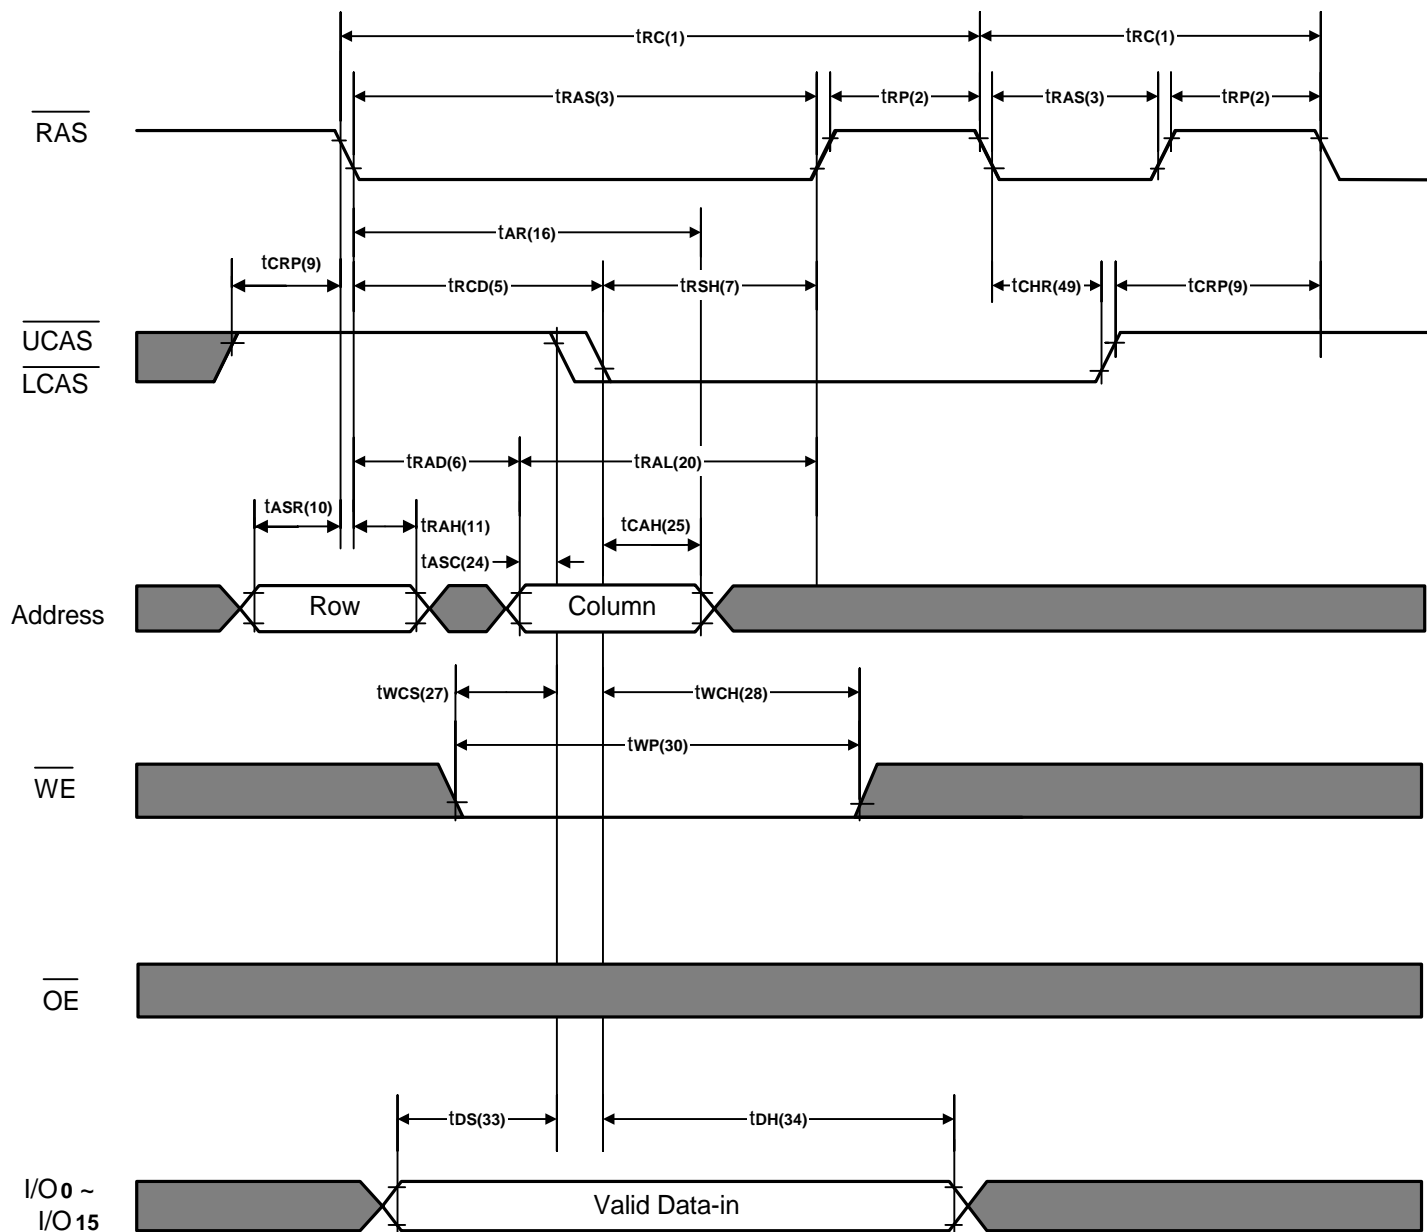 tRC(1) tRC(1)
tRAS(3) tRP(2) tRAS(3) tRP(2)
RAS
tAR(16)
tCRP(9) tRCD(5) tRSH(7) tCHR(49) tCRP(9)
UCAS
LCAS
tRAD(6) tRAL(20)
tASR(10) tRAH(11) tCAH(25)
tASC(24)
Address Row Column
tWCS(27) tWCH(28)
tWP(30)
WE
OE
tDS(33) tDH(34)
I/O0 ~ Valid Data-in
I/O15